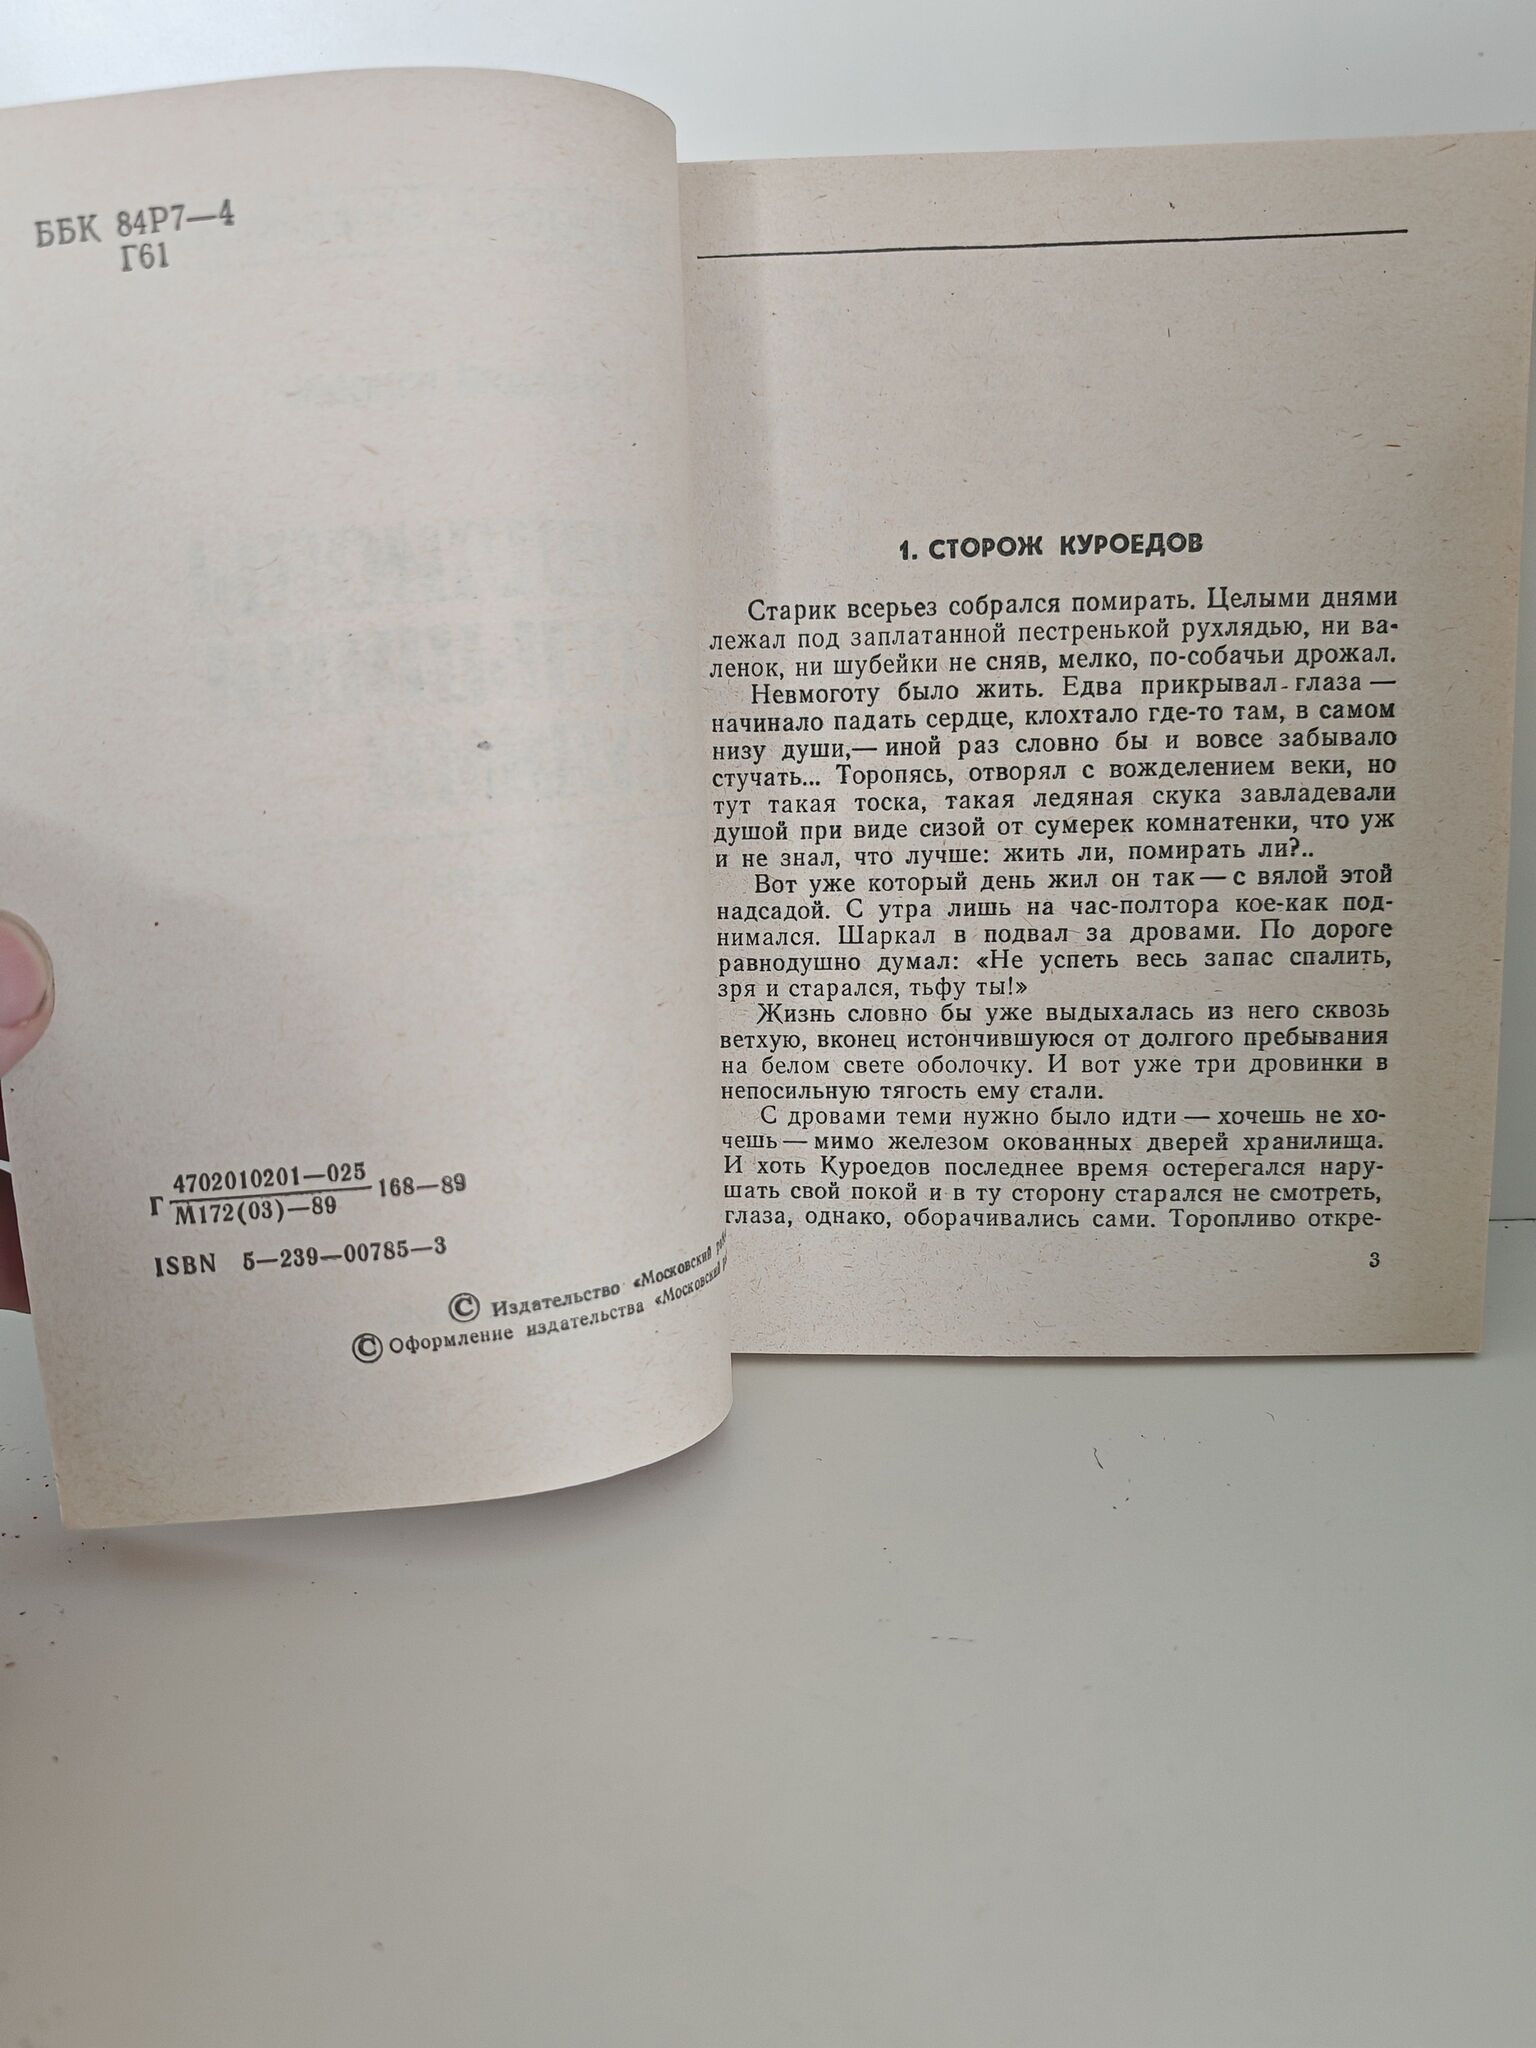 ББК 84Р7—4
Г61
Г 4702010201—025 168—89
М172(03)—89
ISBN 5—239—00785—3
© Издательство «Московский
© Оформление издательства «Московский
1. СТОРОЖ КУРОЕДОВ
Старик всерьез собрался помирать. Целыми днями
лежал под заплатанной пестренькой рухлядью, ни ва-
ленок, ни шубейки не сняв, мелко, по-собачьи дрожал.
Невмоготу было жить. Едва прикрывал глаза —
начинало падать сердце, клохтало где-то там, в самом
низу души,— иной раз словно бы и вовсе забывало
стучать... Торопясь, отворял с вожделением веки, но
тут такая тоска, такая ледяная скука завладевали
душой при виде сизой от сумерек комнатенки, что уж
и не знал, что лучше: жить ли, помирать ли?..
Вот уже который день жил он так — с вялой этой
надсадой. С утра лишь на час-полтора кое-как под-
нимался. Шаркал в подвал за дровами. По дороге
равнодушно думал: «Не успеть весь запас спалить,
зря и старался, тьфу ты!»
Жизнь словно бы уже выдыхалась из него сквозь
ветхую, вконец истончившуюся от долгого пребывания
на белом свете оболочку. И вот уже три дровинки в
непосильную тягость ему стали.
С дровами теми нужно было идти — хочешь не хо-
чешь — мимо железом окованных дверей хранилища.
И хоть Куроедов последнее время остерегался нару-
шать свой покой и в ту сторону старался не смотреть,
глаза, однако, оборачивались сами. Торопливо откре-
3